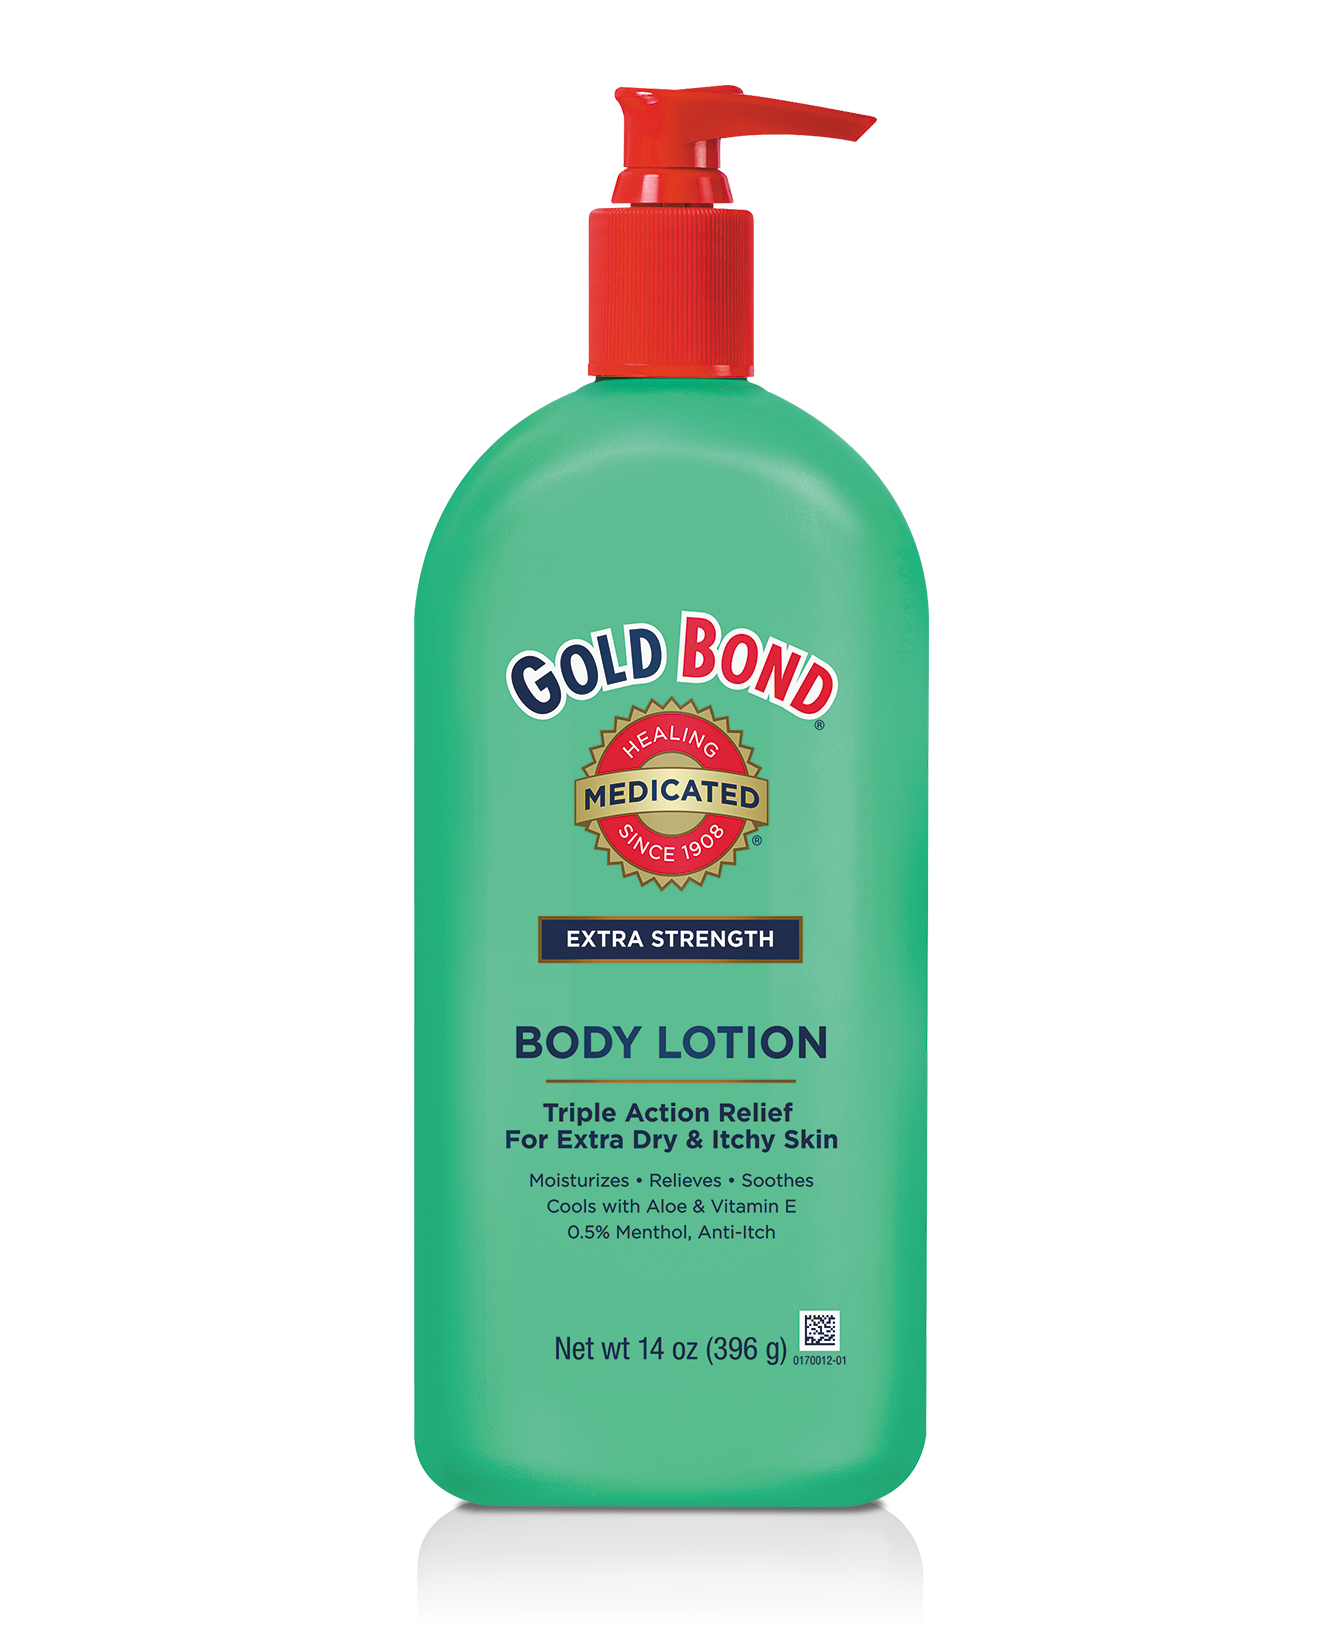 GOLD BOND®
HEALING
MEDICATED
SINCE 1908®
EXTRA STRENGTH
BODY LOTION
Triple Action Relief
For Extra Dry & Itchy Skin
Moisturizes • Relieves • Soothes
Cools with Aloe & Vitamin E
0.5% Menthol, Anti-Itch
Net wt 14 oz (396 g)
0170012-01